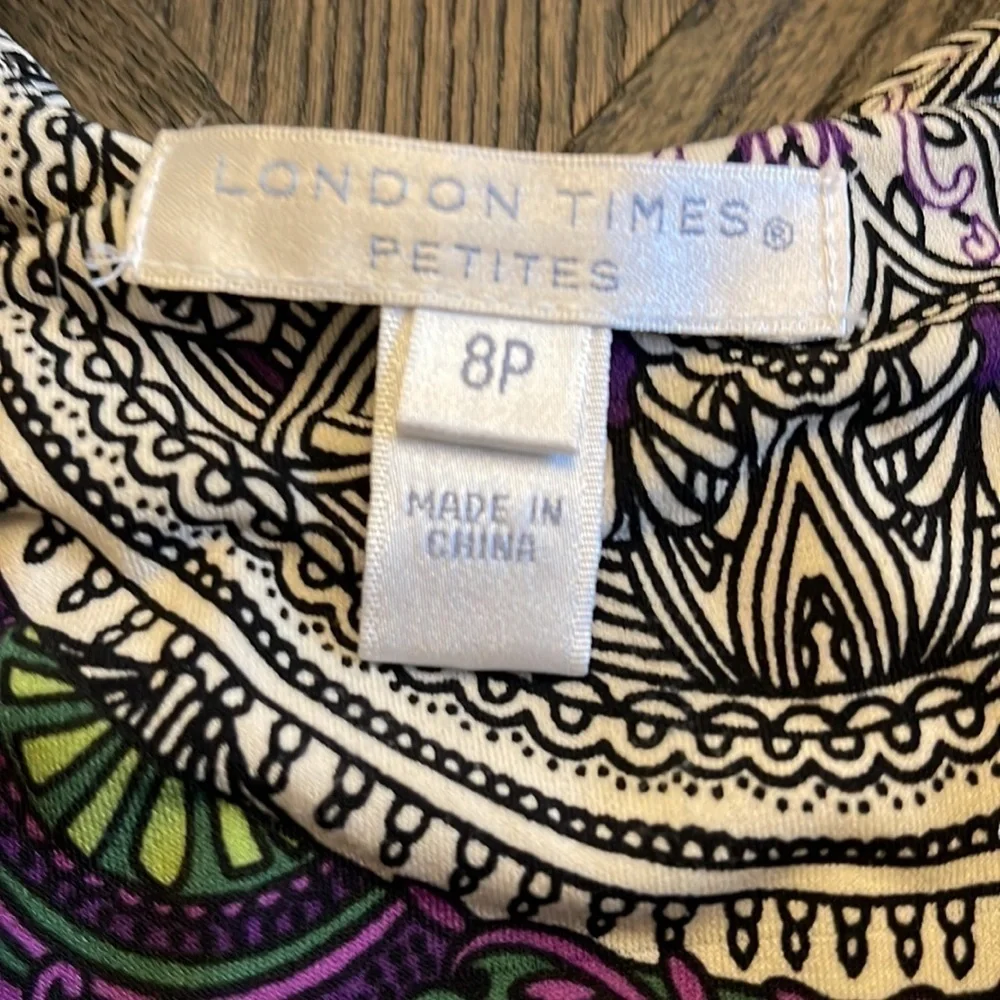 LONDON TIMES®
PETITES
8P
MADE IN
CHINA